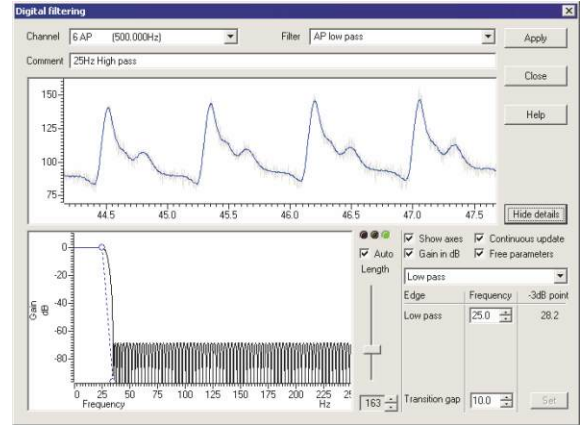 Digital filtering
Channel 6 AP (500.000Hz) Filter AP low pass Apply
Comment 25Hz High pass
Close
Help
150
125
100
75
44.5 45.0 45.5 46.0 46.5 47.0 47.5
Hide details
Show axes Continuous update
Auto Gain in dB Free parameters
Length
Low pass
Edge Frequency -3dB point
Low pass 25.0 28.2
0
-20
-40
-60
-80
Gain
dB
0 25 50 75 100 125 150 175 200 225 25
Frequency Hz
163 Transition gap 10.0 Set